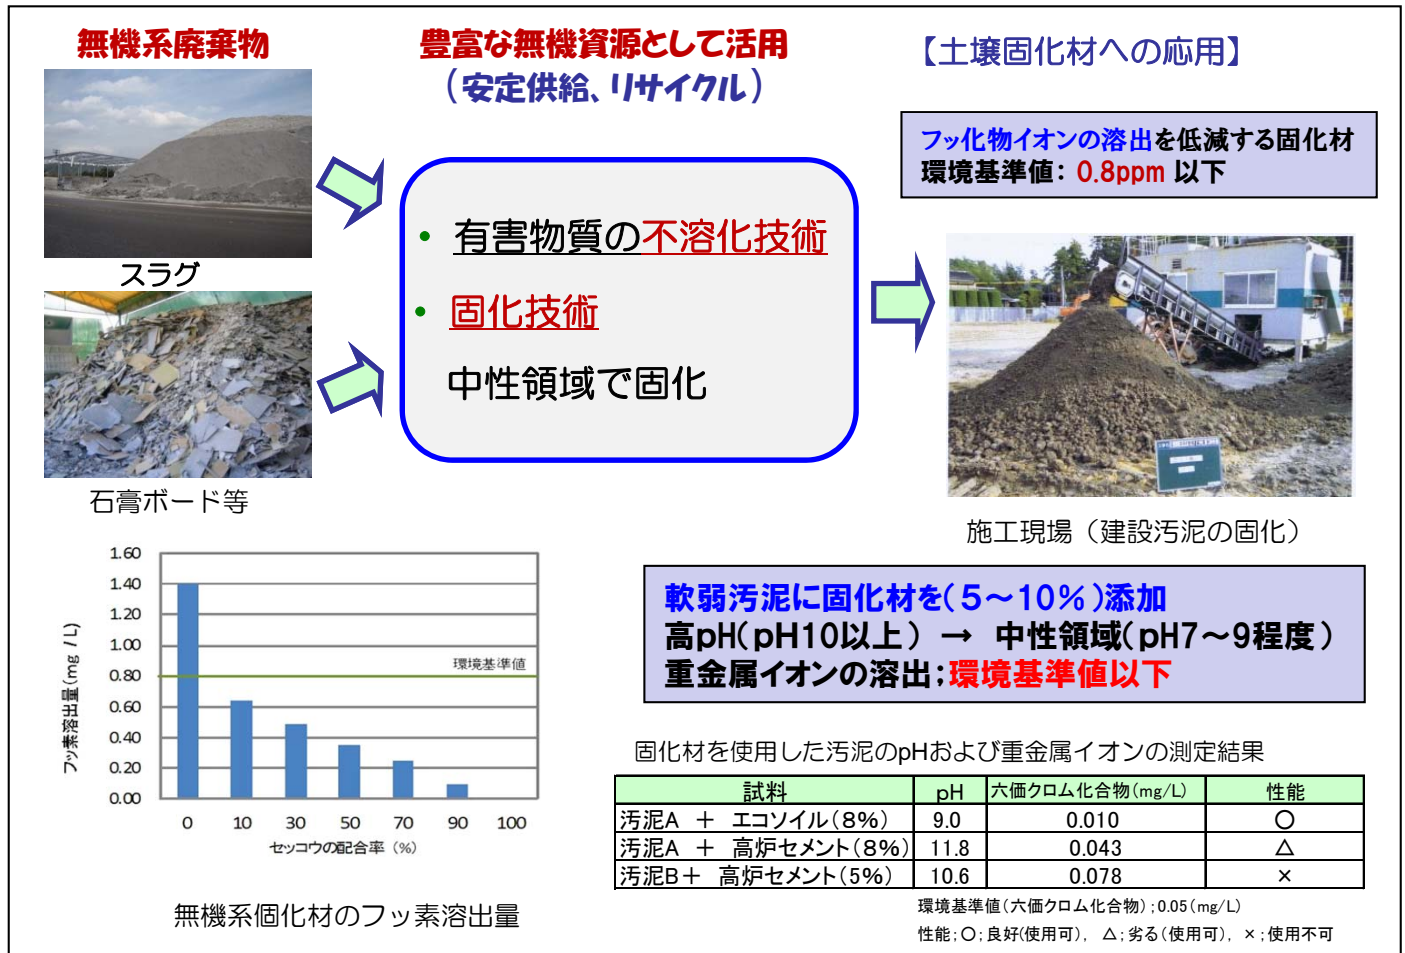 無機系廃棄物
豊富な無機資源として活用
（安定供給、リサイクル）
【土壌固化材への応用】
フッ化物イオンの溶出を低減する固化材
環境基準値： 0.8ppm 以下
スラグ
石膏ボード等
• 有害物質の不溶化技術
• 固化技術
中性領域で固化
施工現場（建設汚泥の固化）
1.60
1.40
1.20
1.00
0.80
0.60
0.40
0.20
0.00
フッ素溶出量(mg /L)
環境基準値
0 10 30 50 70 90 100
セッコウの配合率（%）
無機系個化材のフッ素溶出量
軟弱汚泥に固化材を（５～１０％）添加
高pH（pH10以上） → 中性領域（pH7～9程度）
重金属イオンの溶出；環境基準値以下
固化材を使用した汚泥のpHおよび重金属イオンの測定結果
試料 pH 六価クロム化合物(mg/L) 性能
汚泥A ＋ エコソイル（8%） 9.0 0.010 ○
汚泥A ＋ 高炉セメント（8%） 11.8 0.043 △
汚泥B＋ 高炉セメント（5%） 10.6 0.078 ×
環境基準値（六価クロム化合物）；0.05（mg/L）
性能；○；良好(使用可)， △；劣る（使用可），×；使用不可